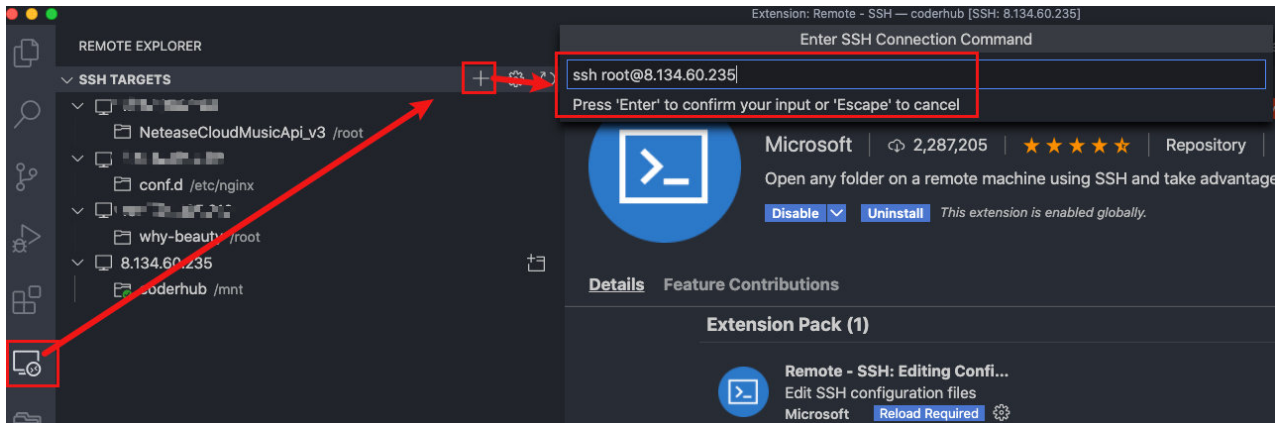 Extension: Remote - SSH — coderhub [SSH: 8.134.60.235]
REMOTE EXPLORER
Enter SSH Connection Command
SSH TARGETS
ssh root@8.134.60.235
Press 'Enter' to confirm your input or 'Escape' to cancel
NeteaseCloudMusicApi_v3 /root
conf.d /etc/nginx
why-beauty /root
8.134.60.235
coderhub /mnt
Microsoft 2,287,205 Repository
Open any folder on a remote machine using SSH and take advantage
Disable Uninstall This extension is enabled globally.
Details Feature Contributions
Extension Pack (1)
Remote - SSH: Editing Confi...
Edit SSH configuration files
Microsoft Reload Required